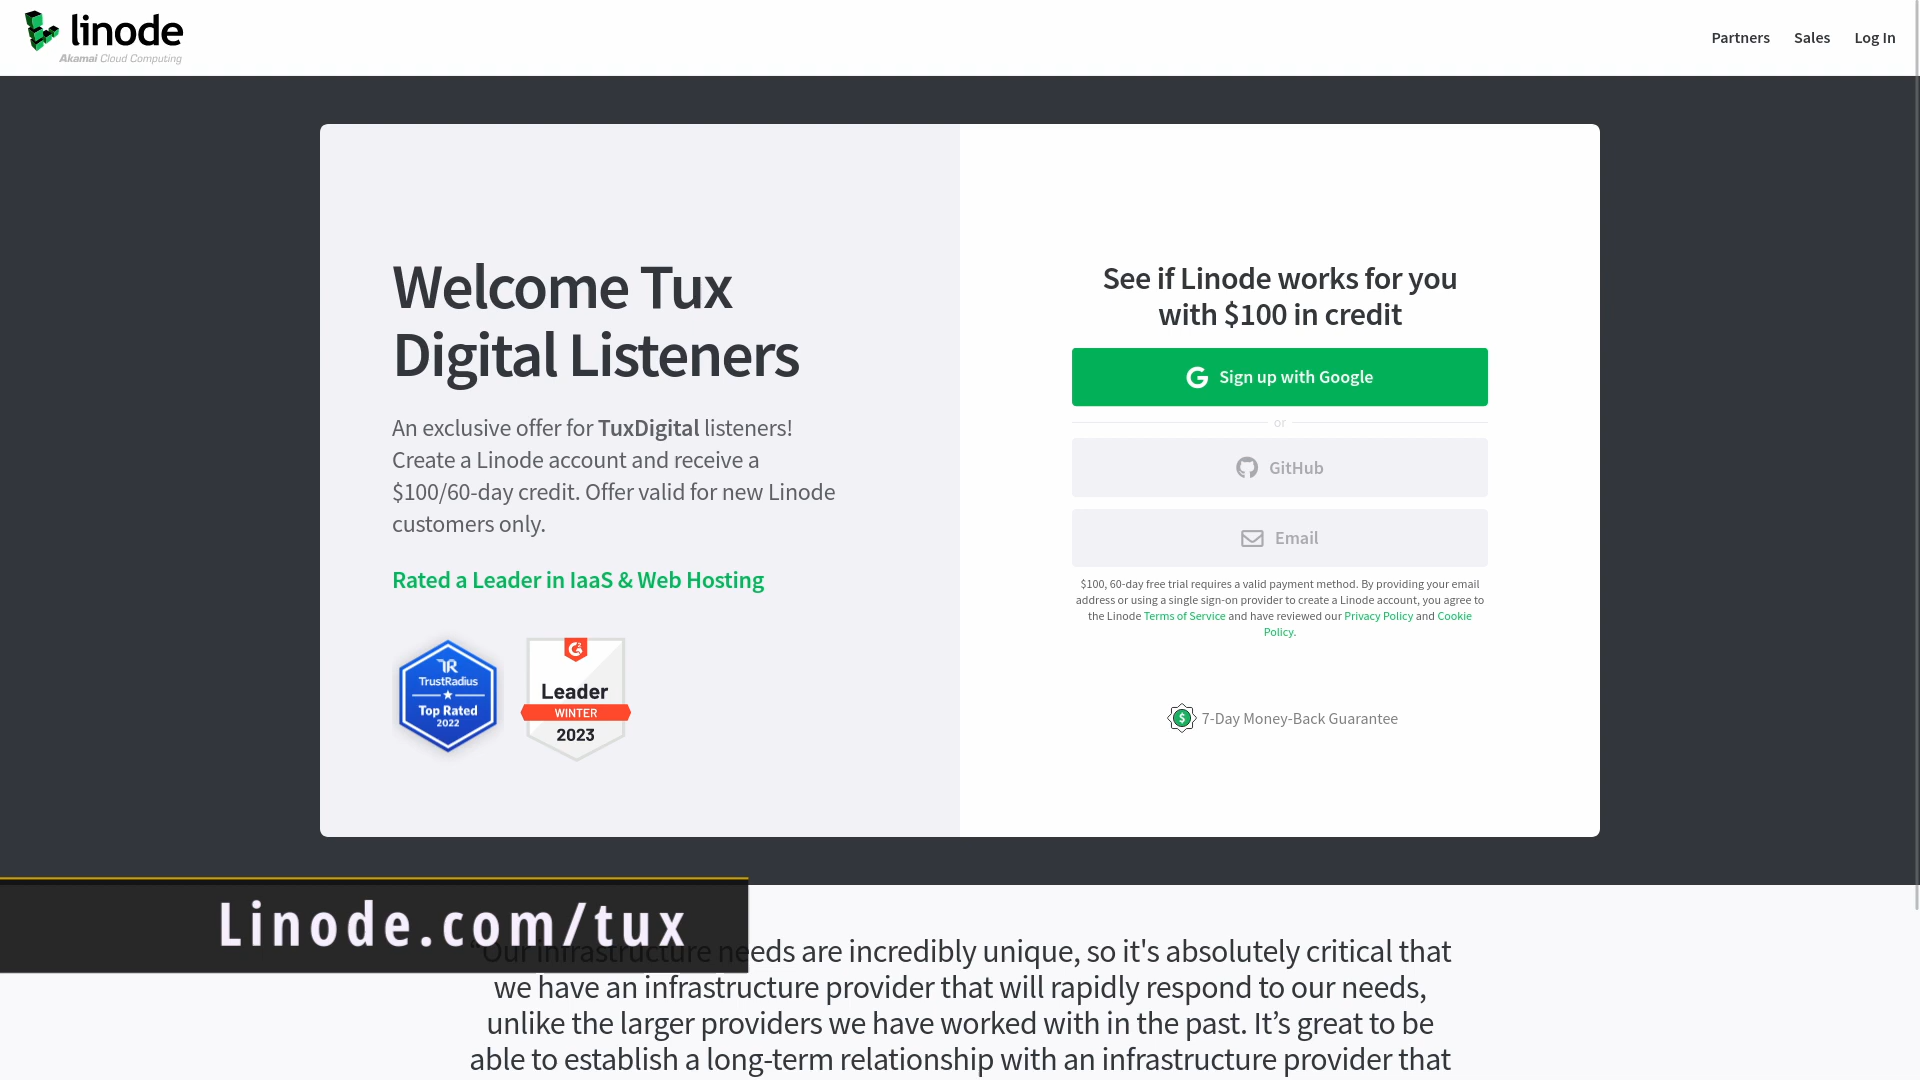 linode
Akamai Cloud Computing
Partners
Sales
Log In
Welcome Tux
Digital Listeners
An exclusive offer for TuxDigital listeners!
Create a Linode account and receive a
$100/60-day credit. Offer valid for new Linode
customers only.
Rated a Leader in IaaS & Web Hosting
TR
TrustRadius
Top Rated
2022
G2
Leader
WINTER
2023
See if Linode works for you
with $100 in credit
Sign up with Google
or
GitHub
Email
$100, 60-day free trial requires a valid payment method. By providing your email
address or using a single sign-on provider to create a Linode account, you agree to
the Linode Terms of Service and have reviewed our Privacy Policy and Cookie
Policy.
$ 7-Day Money-Back Guarantee
Linode.com/tux
“Our infrastructure needs are incredibly unique, so it's absolutely critical that
we have an infrastructure provider that will rapidly respond to our needs,
unlike the larger providers we have worked with in the past. It’s great to be
able to establish a long-term relationship with an infrastructure provider that